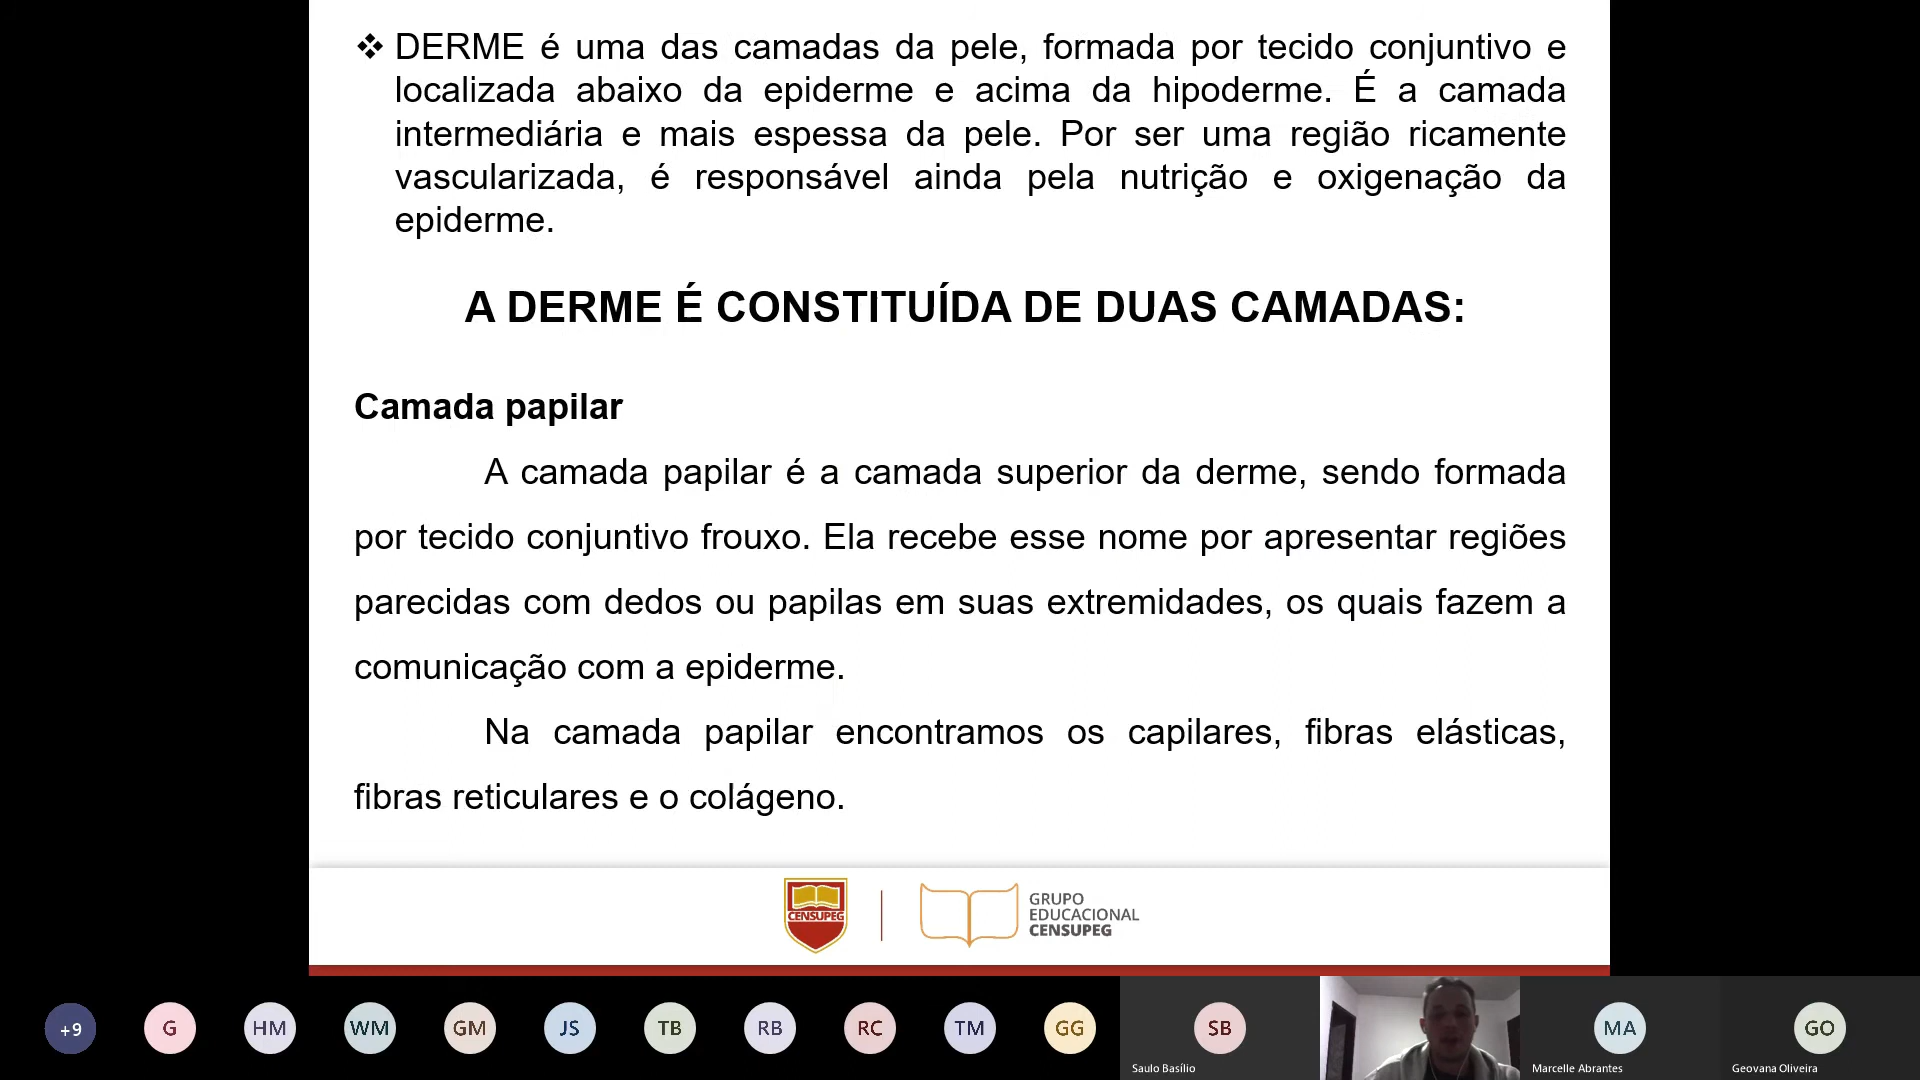 ❖ DERME é uma das camadas da pele, formada por tecido conjuntivo e
localizada abaixo da epiderme e acima da hipoderme. É a camada
intermediária e mais espessa da pele. Por ser uma região ricamente
vascularizada, é responsável ainda pela nutrição e oxigenação da
epiderme.
A DERME É CONSTITUÍDA DE DUAS CAMADAS:
Camada papilar
A camada papilar é a camada superior da derme, sendo formada
por tecido conjuntivo frouxo. Ela recebe esse nome por apresentar regiões
parecidas com dedos ou papilas em suas extremidades, os quais fazem a
comunicação com a epiderme.
Na camada papilar encontramos os capilares, fibras elásticas,
fibras reticulares e o colágeno.
CENSUPEG
GRUPO
EDUCACIONAL
CENSUPEG
+9 G HM WM GM JS TB RB RC TM GG SB MA GO
Saulo Basílio Marcelle Abrantes Geovana Oliveira